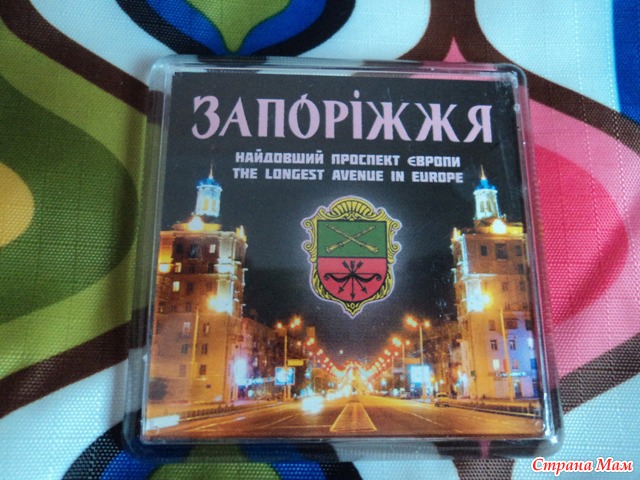 ЗАПОРІЖЖЯ
НАЙДОВШИЙ ПРОСПЕКТ ЄВРОПИ
THE LONGEST AVENUE IN EUROPE
Страна Мам